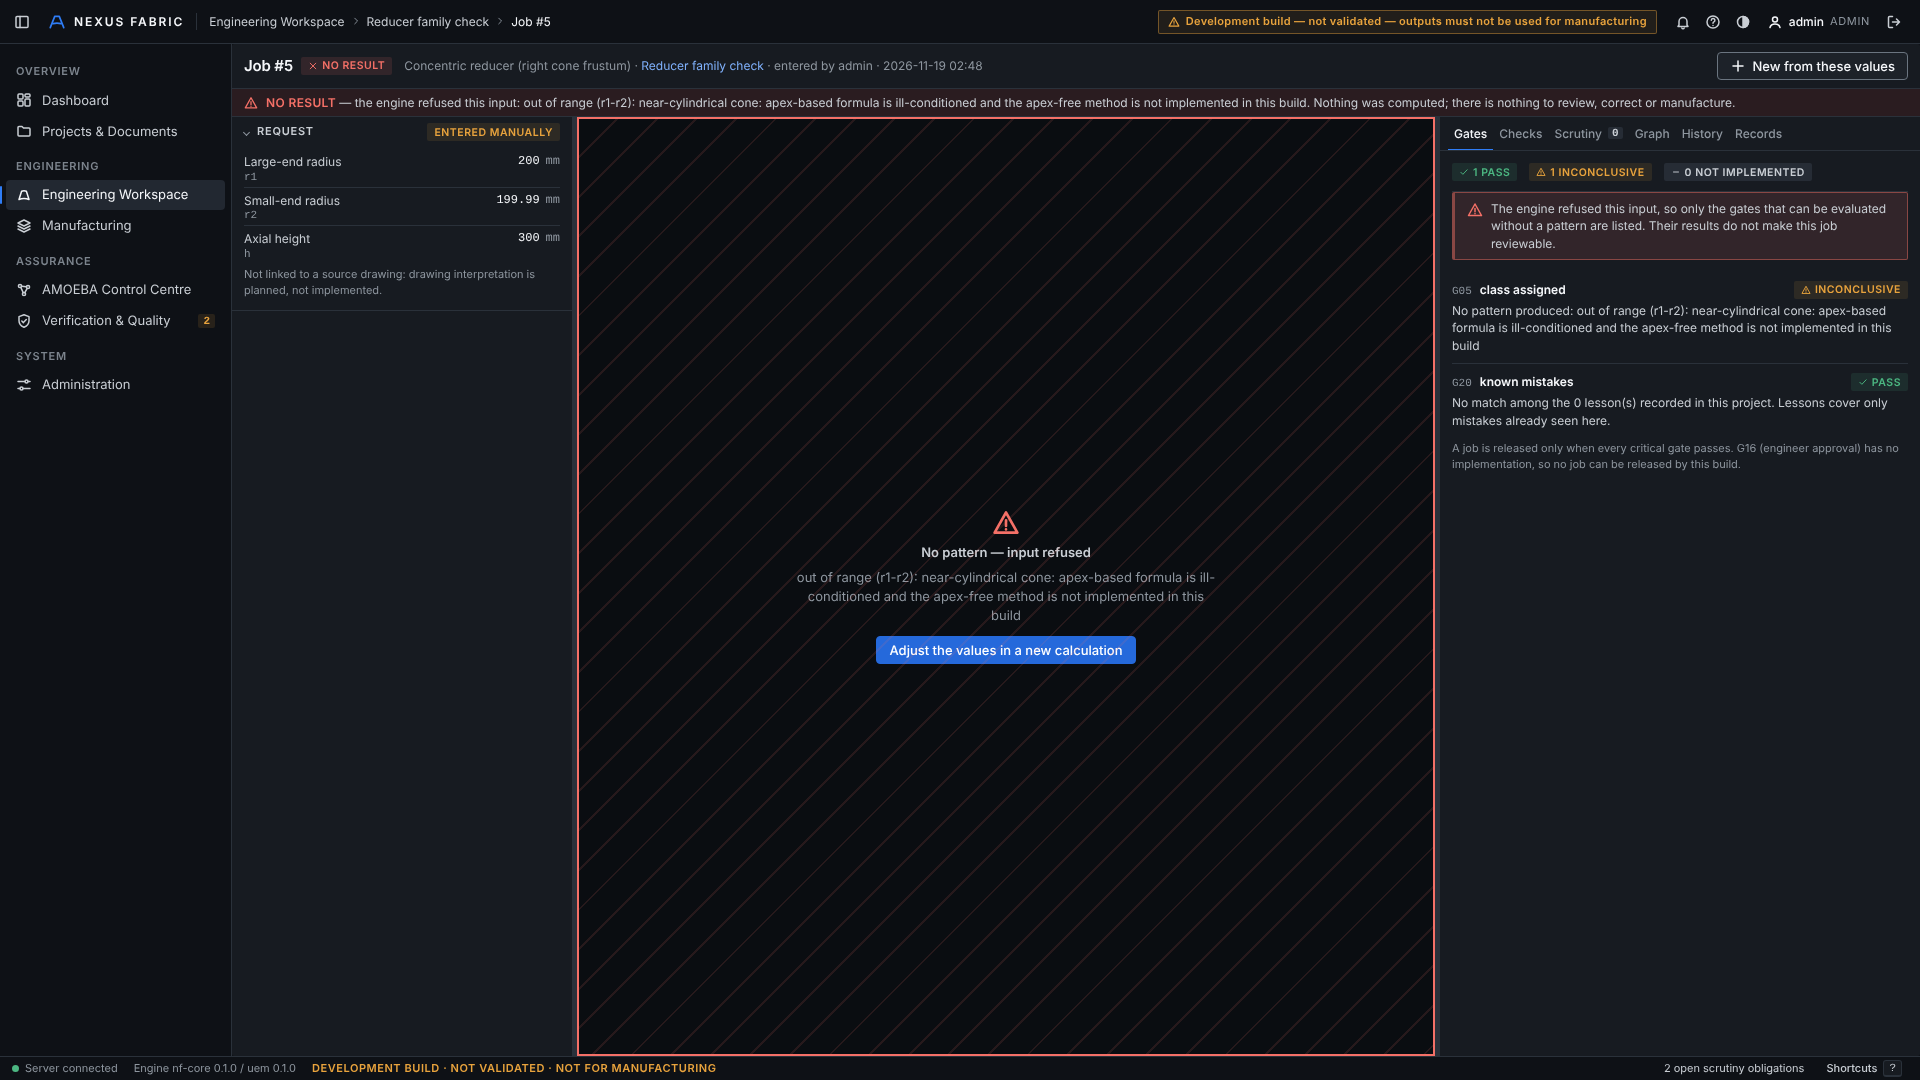 NEXUS FABRIC
Engineering Workspace > Reducer family check > Job #5
Development build — not validated — outputs must not be used for manufacturing
admin ADMIN
OVERVIEW
Dashboard
Projects & Documents
ENGINEERING
Engineering Workspace
Manufacturing
ASSURANCE
AMOEBA Control Centre
Verification & Quality 2
SYSTEM
Administration
Job #5 NO RESULT Concentric reducer (right cone frustum) · Reducer family check · entered by admin · 2026-11-19 02:48
New from these values
NO RESULT — the engine refused this input: out of range (r1-r2): near-cylindrical cone: apex-based formula is ill-conditioned and the apex-free method is not implemented in this build. Nothing was computed; there is nothing to review, correct or manufacture.
REQUEST ENTERED MANUALLY
Large-end radius 200 mm
r1
Small-end radius 199.99 mm
r2
Axial height 300 mm
h
Not linked to a source drawing: drawing interpretation is
planned, not implemented.
No pattern — input refused
out of range (r1-r2): near-cylindrical cone: apex-based formula is ill-
conditioned and the apex-free method is not implemented in this
build
Adjust the values in a new calculation
Gates Checks Scrutiny 0 Graph History Records
1 PASS 1 INCONCLUSIVE 0 NOT IMPLEMENTED
The engine refused this input, so only the gates that can be evaluated
without a pattern are listed. Their results do not make this job
reviewable.
G05 class assigned INCONCLUSIVE
No pattern produced: out of range (r1-r2): near-cylindrical cone: apex-based
formula is ill-conditioned and the apex-free method is not implemented in this
build
G20 known mistakes PASS
No match among the 0 lesson(s) recorded in this project. Lessons cover only
mistakes already seen here.
A job is released only when every critical gate passes. G16 (engineer approval) has no
implementation, so no job can be released by this build.
Server connected Engine nf-core 0.1.0 / uem 0.1.0 DEVELOPMENT BUILD · NOT VALIDATED · NOT FOR MANUFACTURING
2 open scrutiny obligations Shortcuts ?